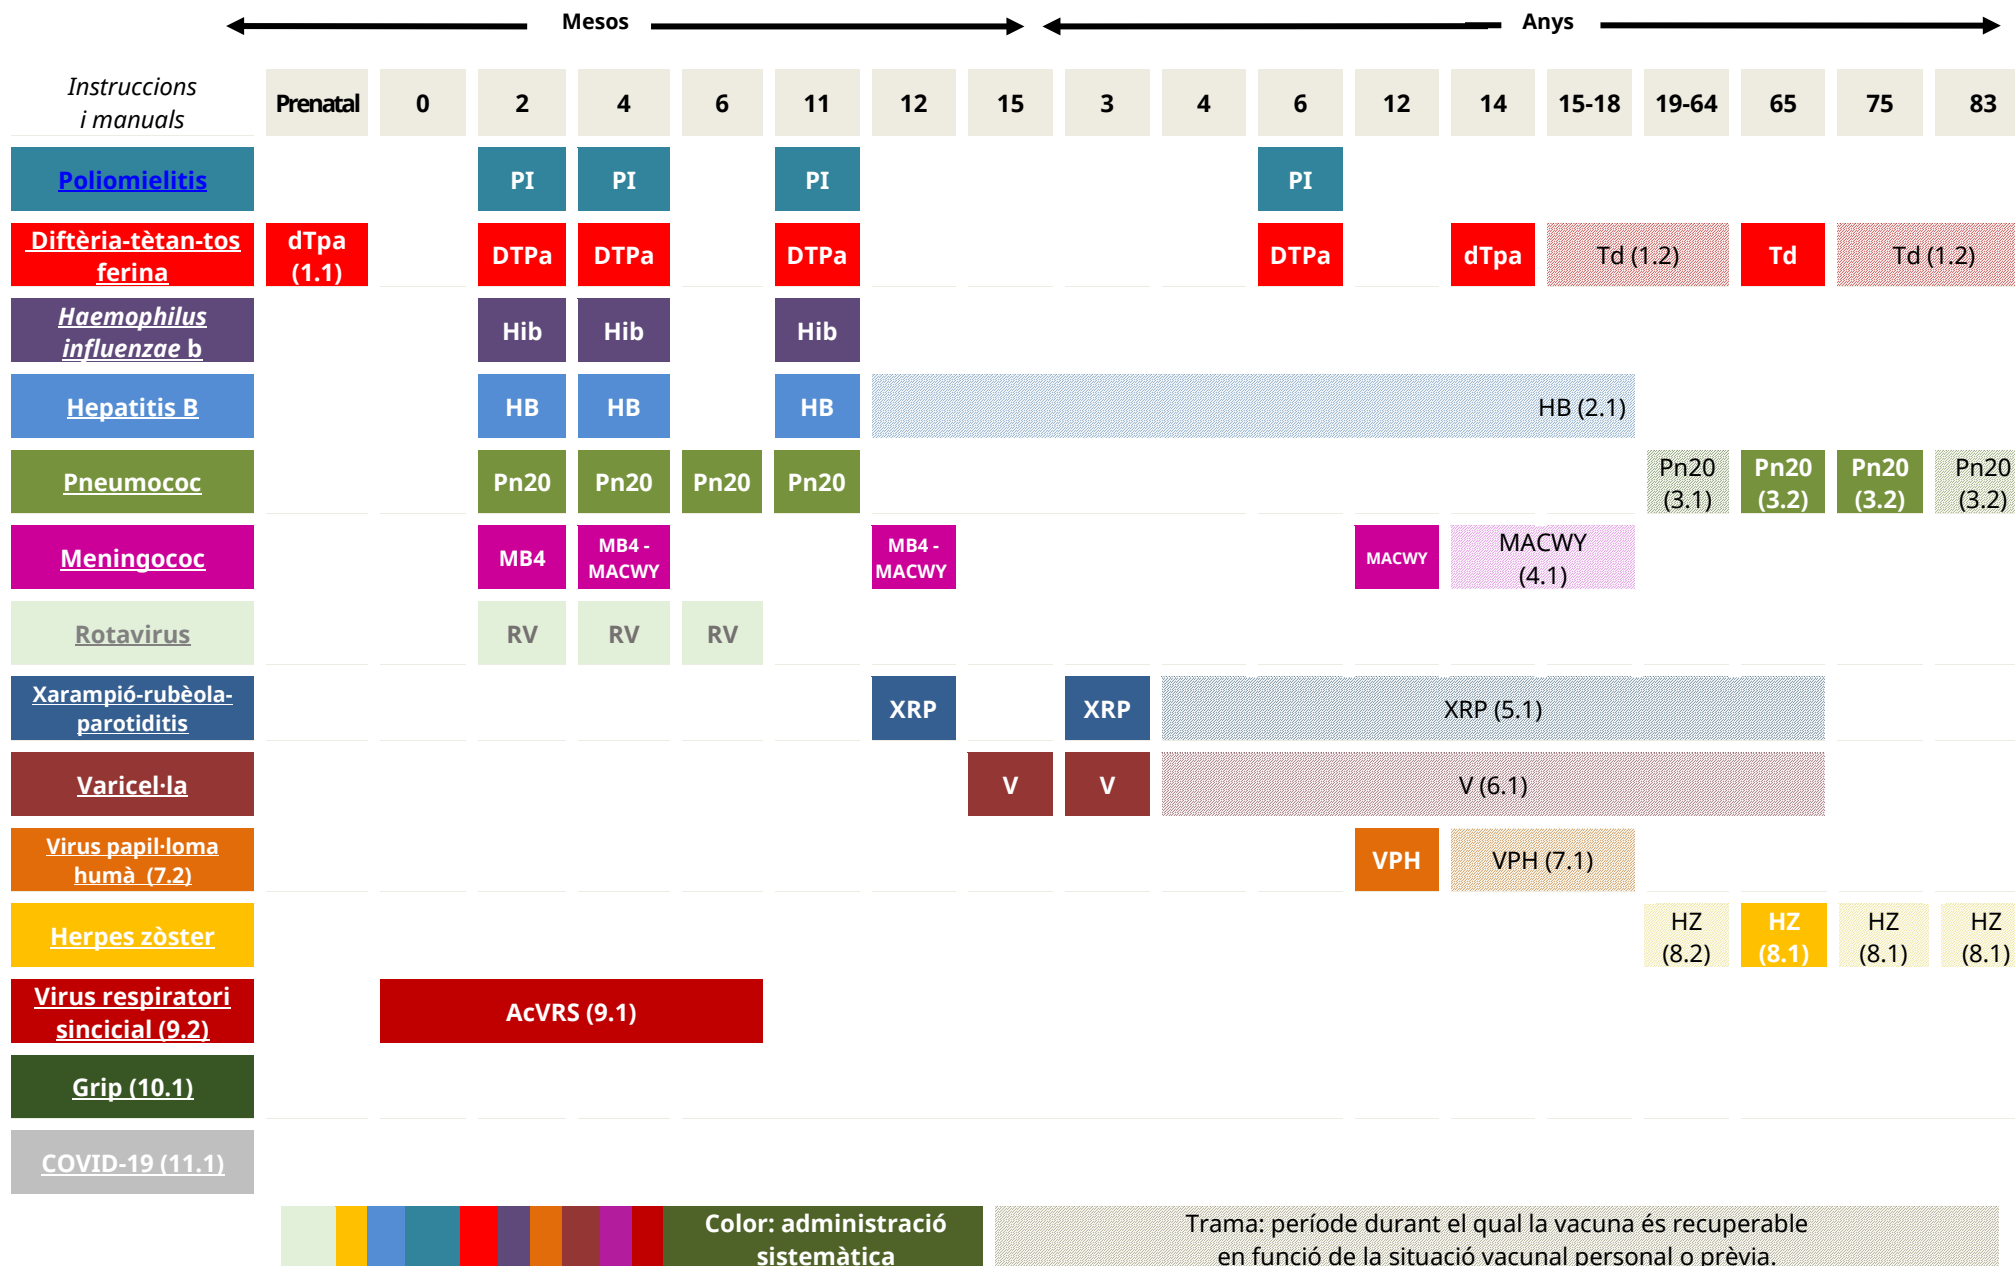 Mesos Anys
Instruccions
i manuals
Prenatal 0 2 4 6 11 12 15 3 4 6 12 14 15-18 19-64 65 75 83
Poliomielitis PI PI PI PI
Diftèria-tètan-tos
ferina
dTpa
(1.1)
DTPa DTPa DTPa DTPa dTpa Td (1.2) Td Td (1.2)
Haemophilus
influenzae b
Hib Hib Hib
Hepatitis B HB HB HB HB (2.1)
Pneumococ Pn20 Pn20 Pn20 Pn20
Pn20
(3.1)
Pn20
(3.2)
Pn20
(3.2)
Pn20
(3.2)
Meningococ MB4
MB4 -
MACWY
MB4 -
MACWY
MACWY
MACWY
(4.1)
Rotavirus RV RV RV
Xarampió-rubèola-
parotiditis
XRP XRP XRP (5.1)
Varicel·la V V V (6.1)
Virus papil·loma
humà (7.2)
VPH VPH (7.1)
Herpes zòster
HZ
(8.2)
HZ
(8.1)
HZ
(8.1)
HZ
(8.1)
Virus respiratori
sincicial (9.2)
AcVRS (9.1)
Grip (10.1)
COVID-19 (11.1)
Color: administració
sistemàtica
Trama: període durant el qual la vacuna és recuperable
en funció de la situació vacunal personal o prèvia.